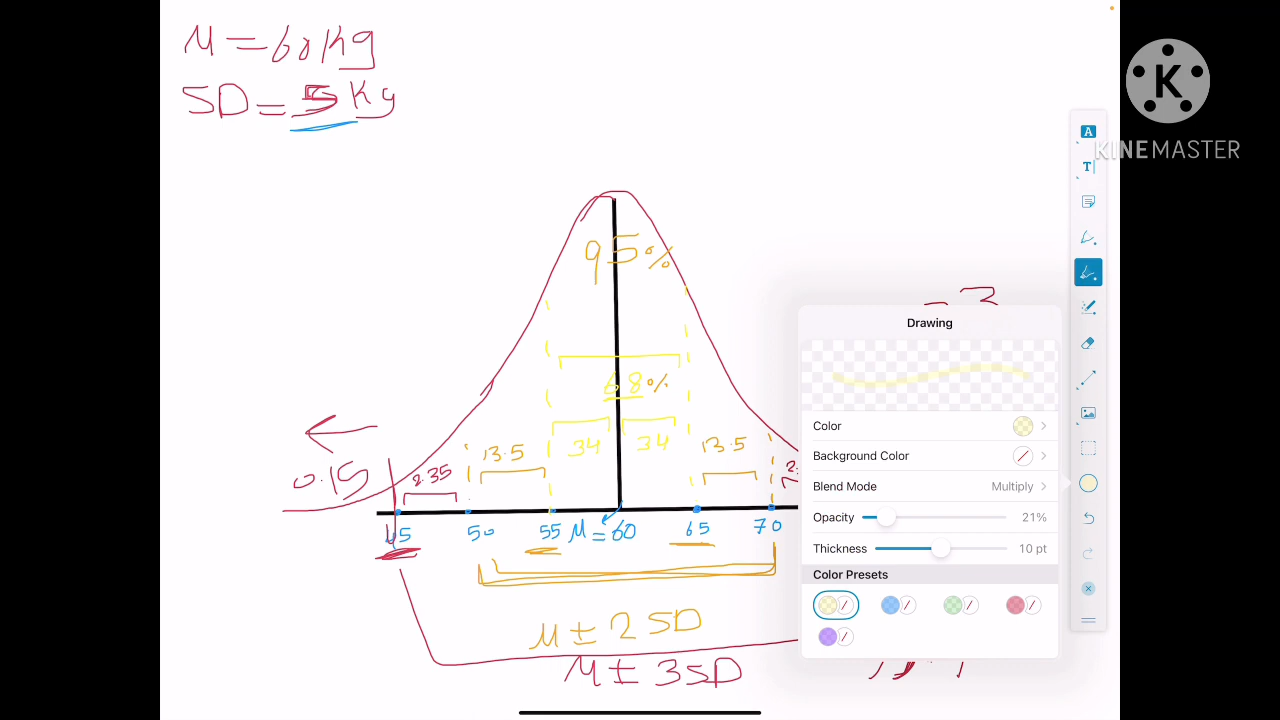 M = 60 Kg
SD = 5 Kg
KINEMASTER
K
A
T
95%
3
Drawing
68%
Color
Background Color
13.5
34
34
13.5
0.15
2.35
2.
Blend Mode Multiply
Opacity 21%
45 50 55 M = 60 65 70
Thickness 10 pt
Color Presets
M ± 2SD
M ± 3SD